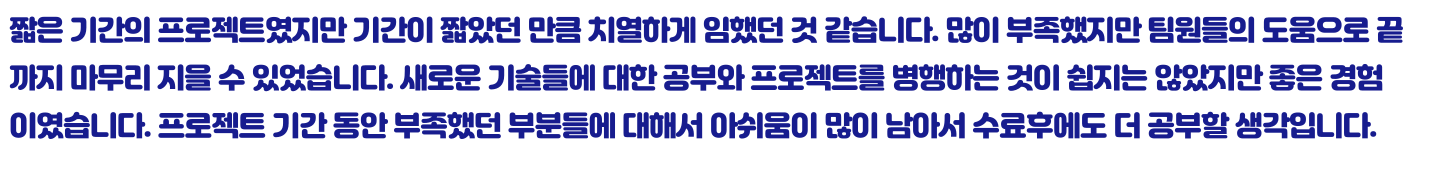 짧은 기간의 프로젝트였지만 기간이 짧았던 만큼 치열하게 임했던 것 같습니다. 많이 부족했지만 팀원들의 도움으로 끝
까지 마무리 지을 수 있었습니다. 새로운 기술들에 대한 공부와 프로젝트를 병행하는 것이 쉽지는 않았지만 좋은 경험
이였습니다. 프로젝트 기간 동안 부족했던 부분들에 대해서 아쉬움이 많이 남아서 수료후에도 더 공부할 생각입니다.